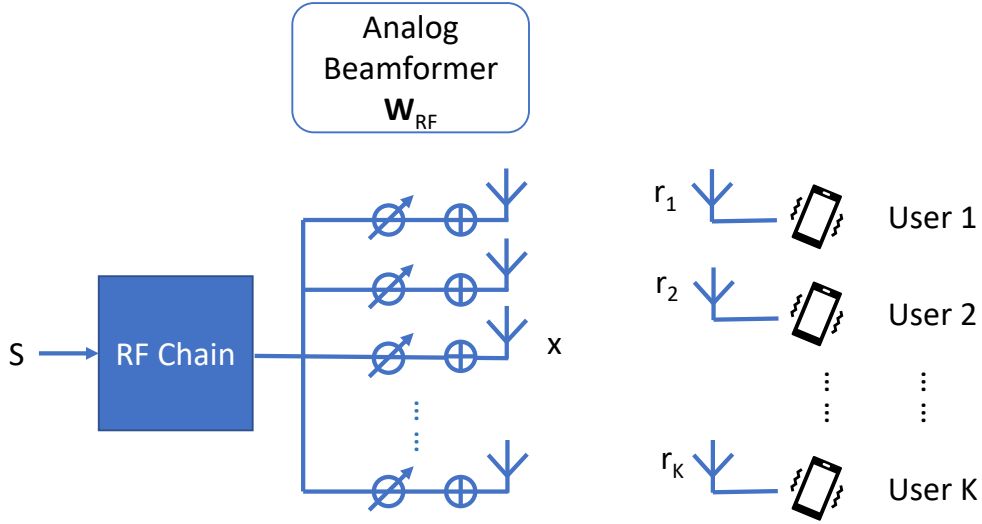 Analog
Beamformer
W_RF
r_1
User 1
r_2
User 2
S
RF Chain
x
r_K
User K